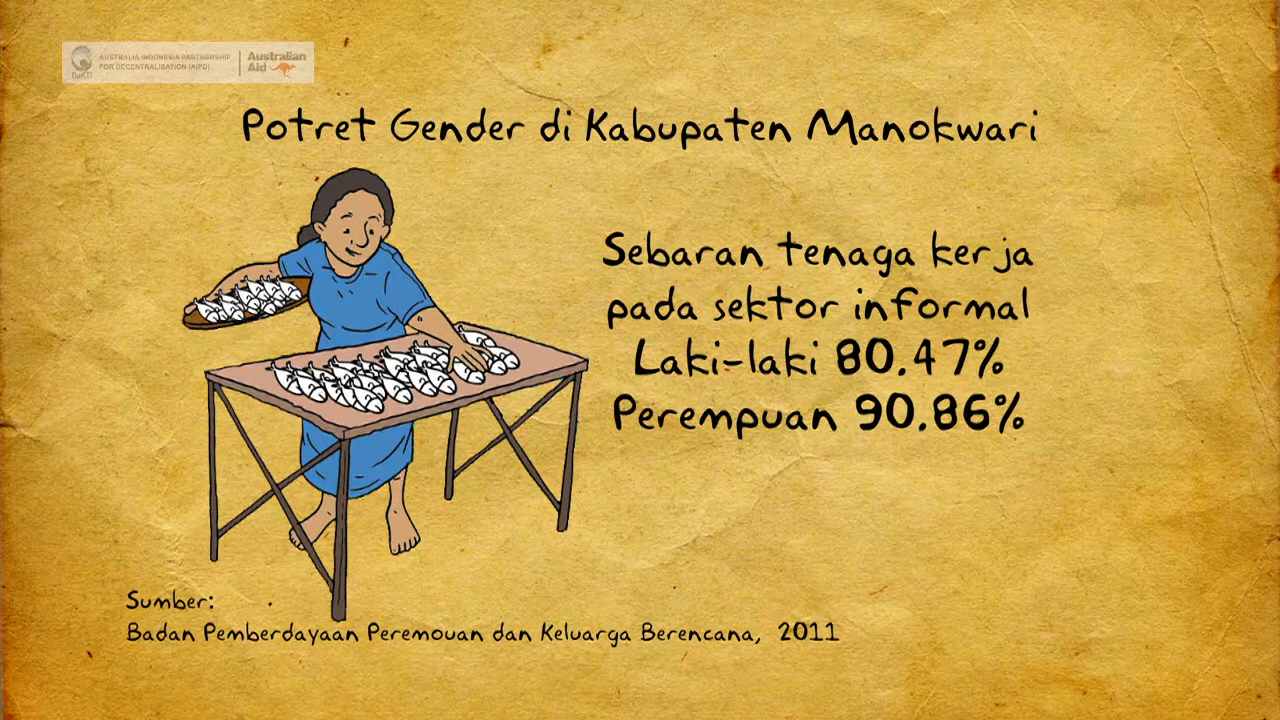 BaKTI
AUSTRALIA INDONESIA PARTNERSHIP
FOR DECENTRALISATION (AIPD)
Australian
Aid
Potret Gender di Kabupaten Manokwari
Sebaran tenaga kerja
pada sektor informal
Laki-laki 80.47%
Perempuan 90.86%
Sumber:
Badan Pemberdayaan Peremouan dan Keluarga Berencana, 2011